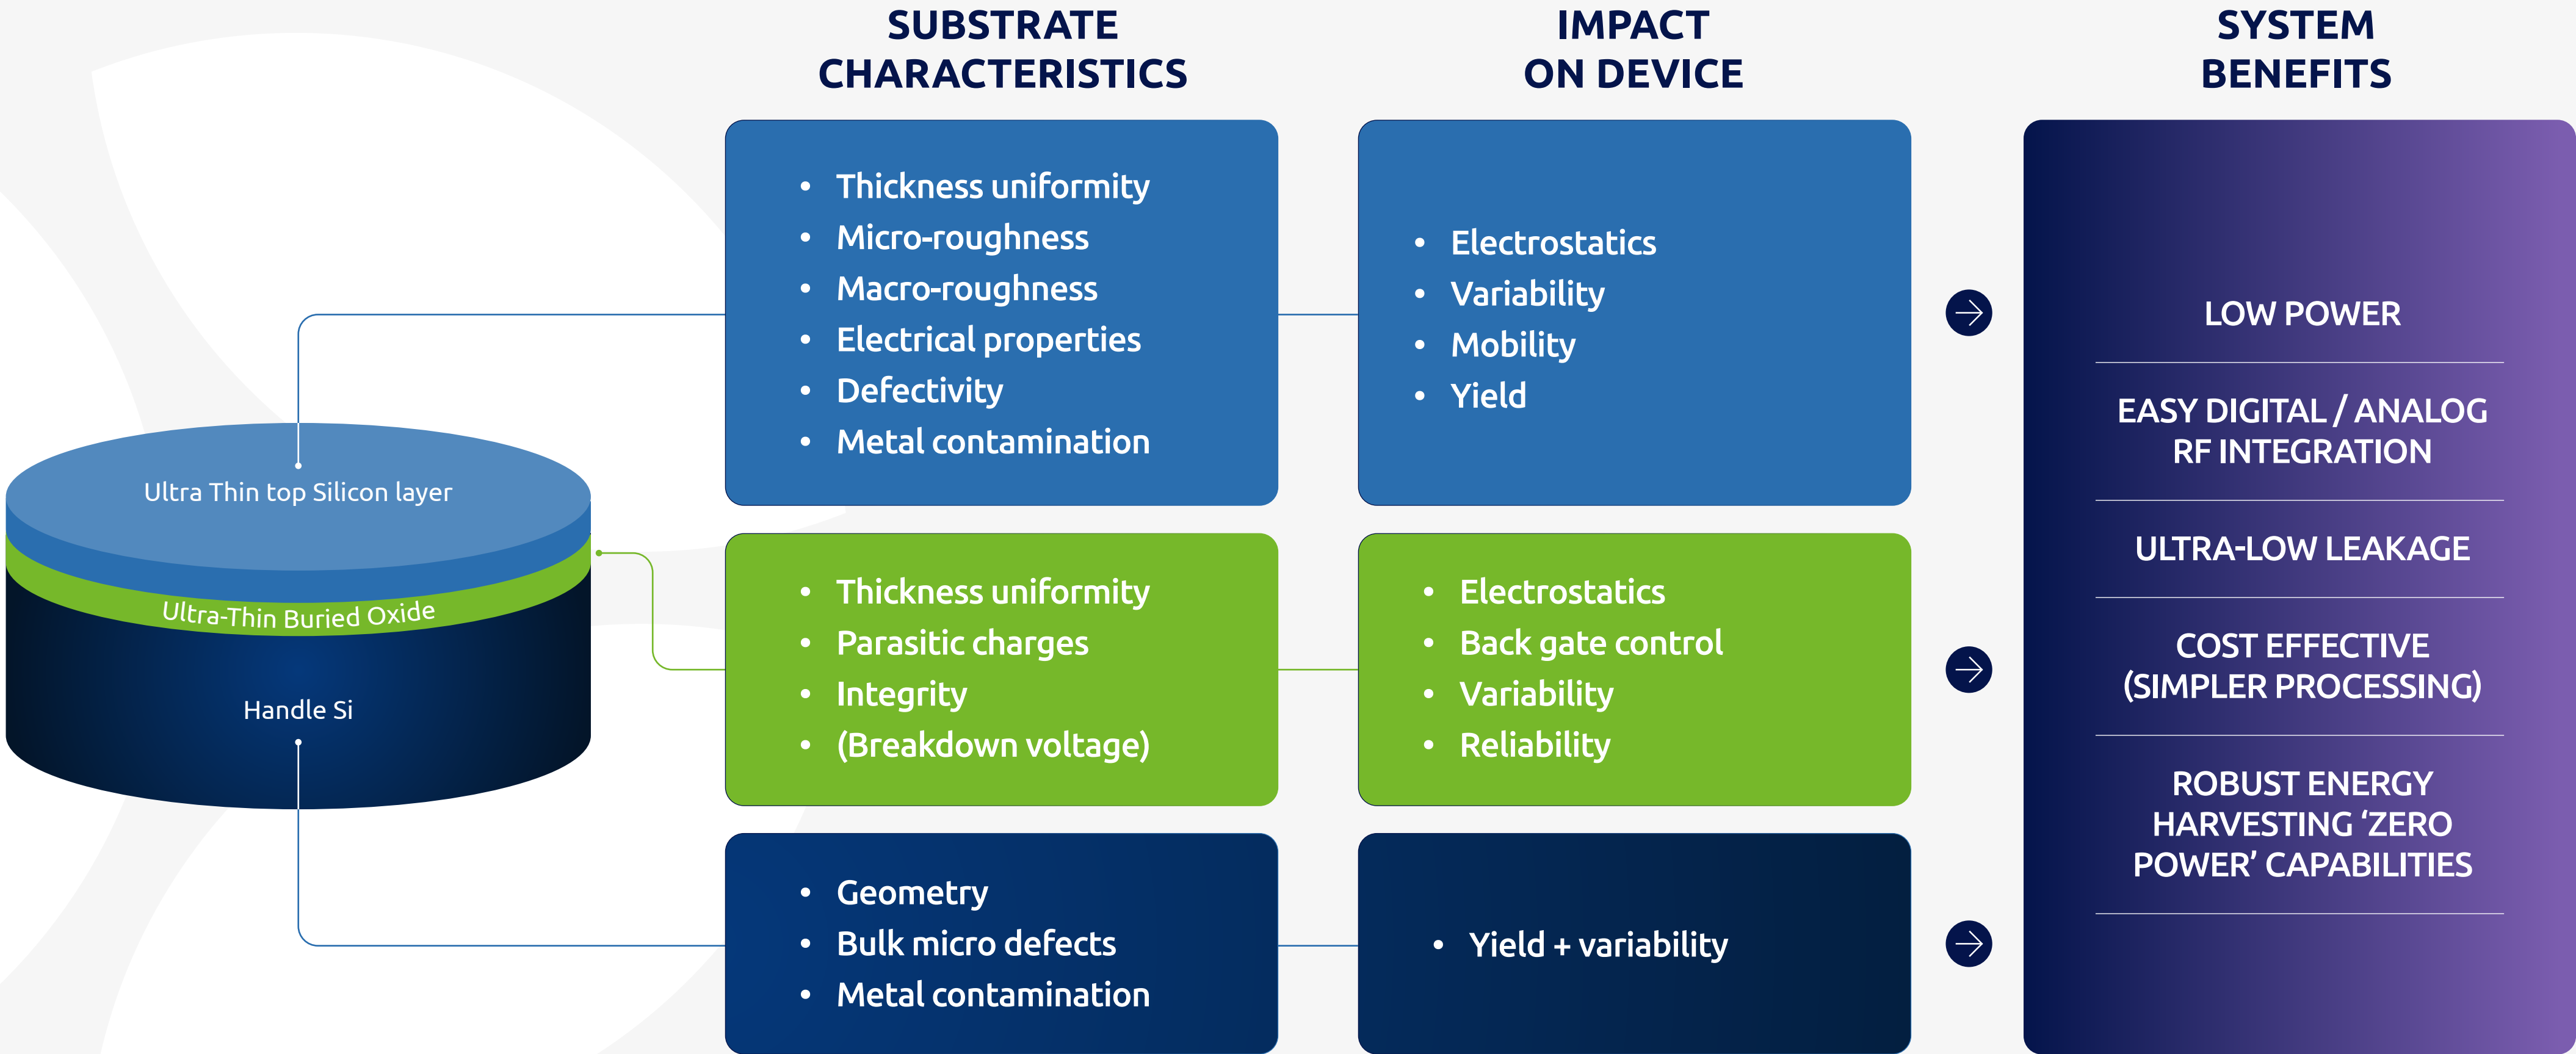 SUBSTRATE
CHARACTERISTICS
IMPACT
ON DEVICE
SYSTEM
BENEFITS
Ultra Thin top Silicon layer
Ultra-Thin Buried Oxide
Handle Si
• Thickness uniformity
• Micro-roughness
• Macro-roughness
• Electrical properties
• Defectivity
• Metal contamination
• Electrostatics
• Variability
• Mobility
• Yield
• Thickness uniformity
• Parasitic charges
• Integrity
• (Breakdown voltage)
• Electrostatics
• Back gate control
• Variability
• Reliability
• Geometry
• Bulk micro defects
• Metal contamination
• Yield + variability
LOW POWER
EASY DIGITAL / ANALOG
RF INTEGRATION
ULTRA-LOW LEAKAGE
COST EFFECTIVE
(SIMPLER PROCESSING)
ROBUST ENERGY
HARVESTING ‘ZERO
POWER’ CAPABILITIES